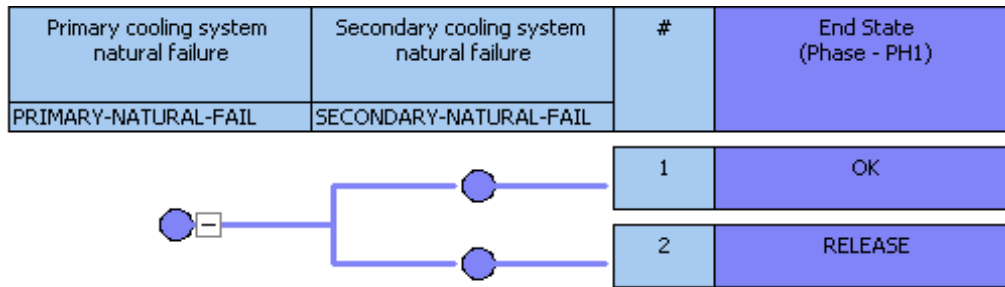 Primary cooling system
natural failure
Secondary cooling system
natural failure
#
End State
(Phase - PH1)
PRIMARY-NATURAL-FAIL
SECONDARY-NATURAL-FAIL
1
OK
2
RELEASE